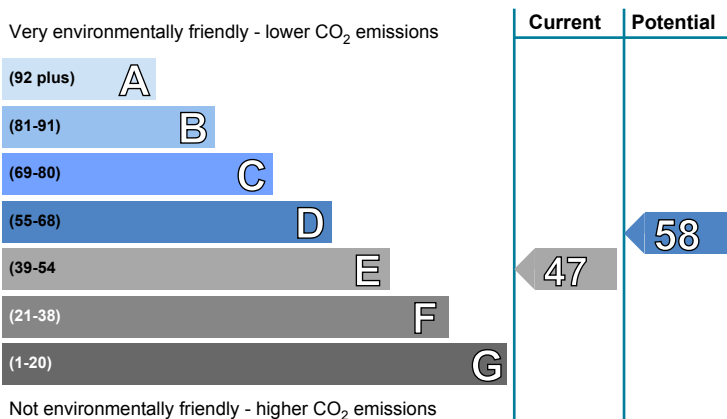 Very environmentally friendly - lower CO₂ emissions
Current
Potential
(92 plus) A
(81-91) B
(69-80) C
(55-68) D
58
(39-54 E
47
(21-38) F
(1-20) G
Not environmentally friendly - higher CO₂ emissions